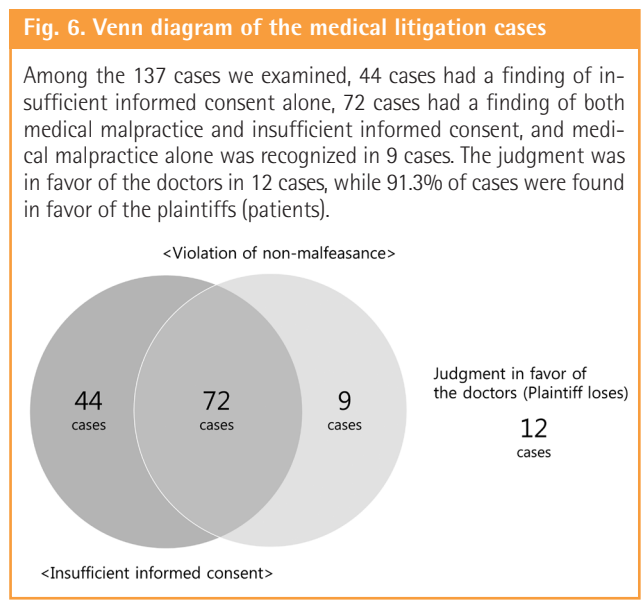 Fig. 6. Venn diagram of the medical litigation cases
Among the 137 cases we examined, 44 cases had a finding of in-
sufficient informed consent alone, 72 cases had a finding of both
medical malpractice and insufficient informed consent, and medi-
cal malpractice alone was recognized in 9 cases. The judgment was
in favor of the doctors in 12 cases, while 91.3% of cases were found
in favor of the plaintiffs (patients).
<Violation of non-malfeasance>
44
cases
72
cases
9
cases
Judgment in favor of
the doctors (Plaintiff loses)
12
cases
<Insufficient informed consent>